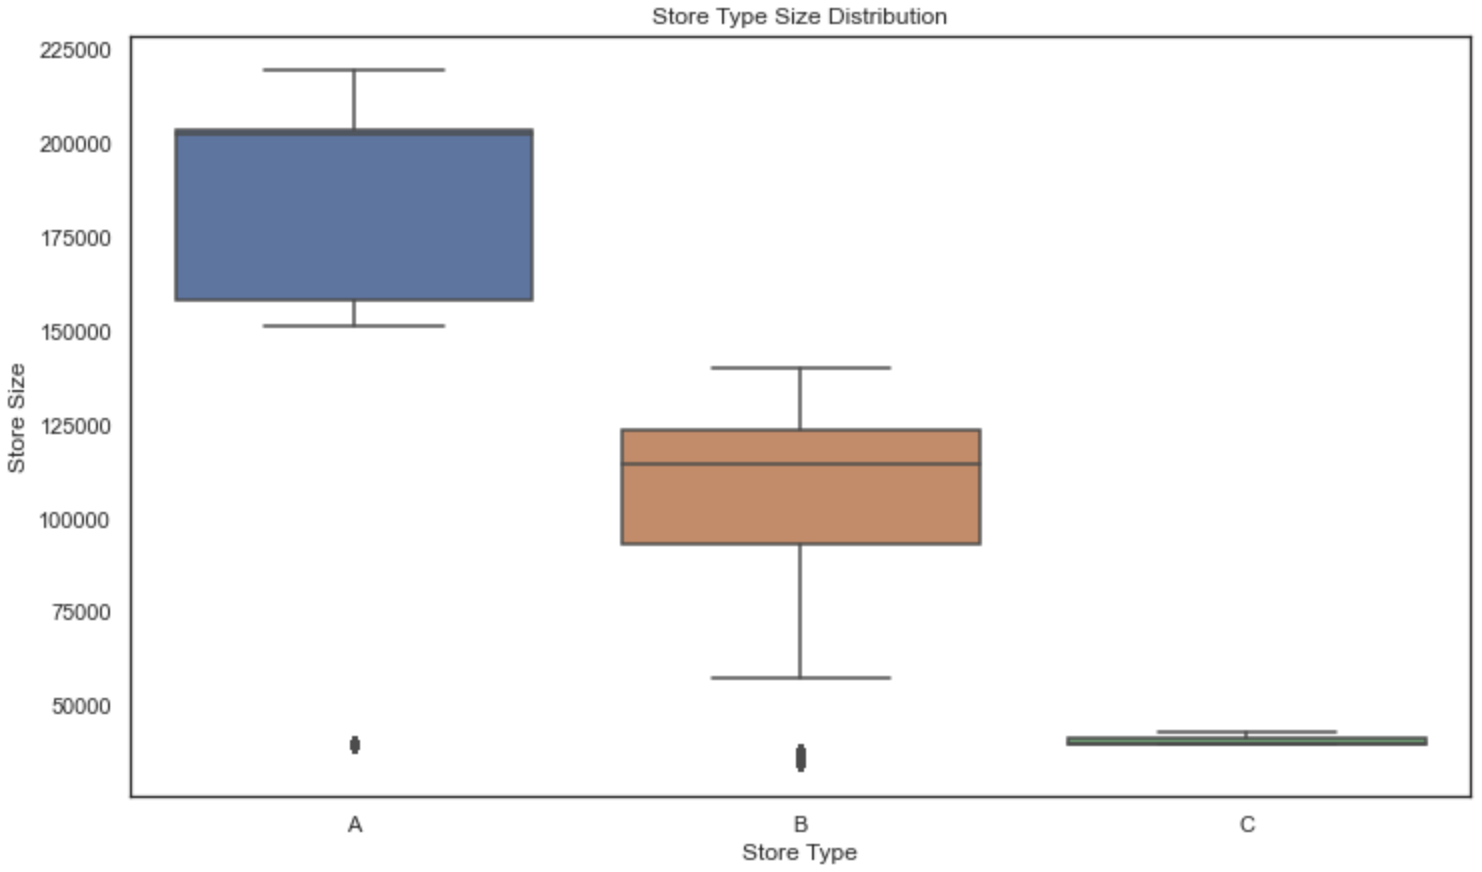 Store Type Size Distribution
225000
200000
175000
150000
125000
100000
75000
50000
Store Size
A
B
C
Store Type